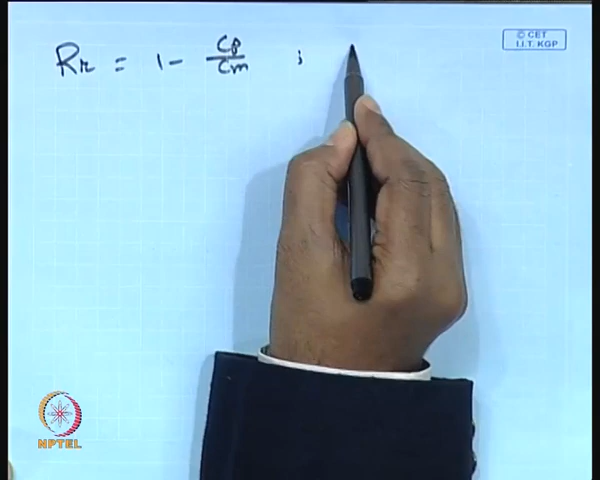 Rr = 1 - Cp/Cm ;
© CET
I.I.T. KGP
NPTEL